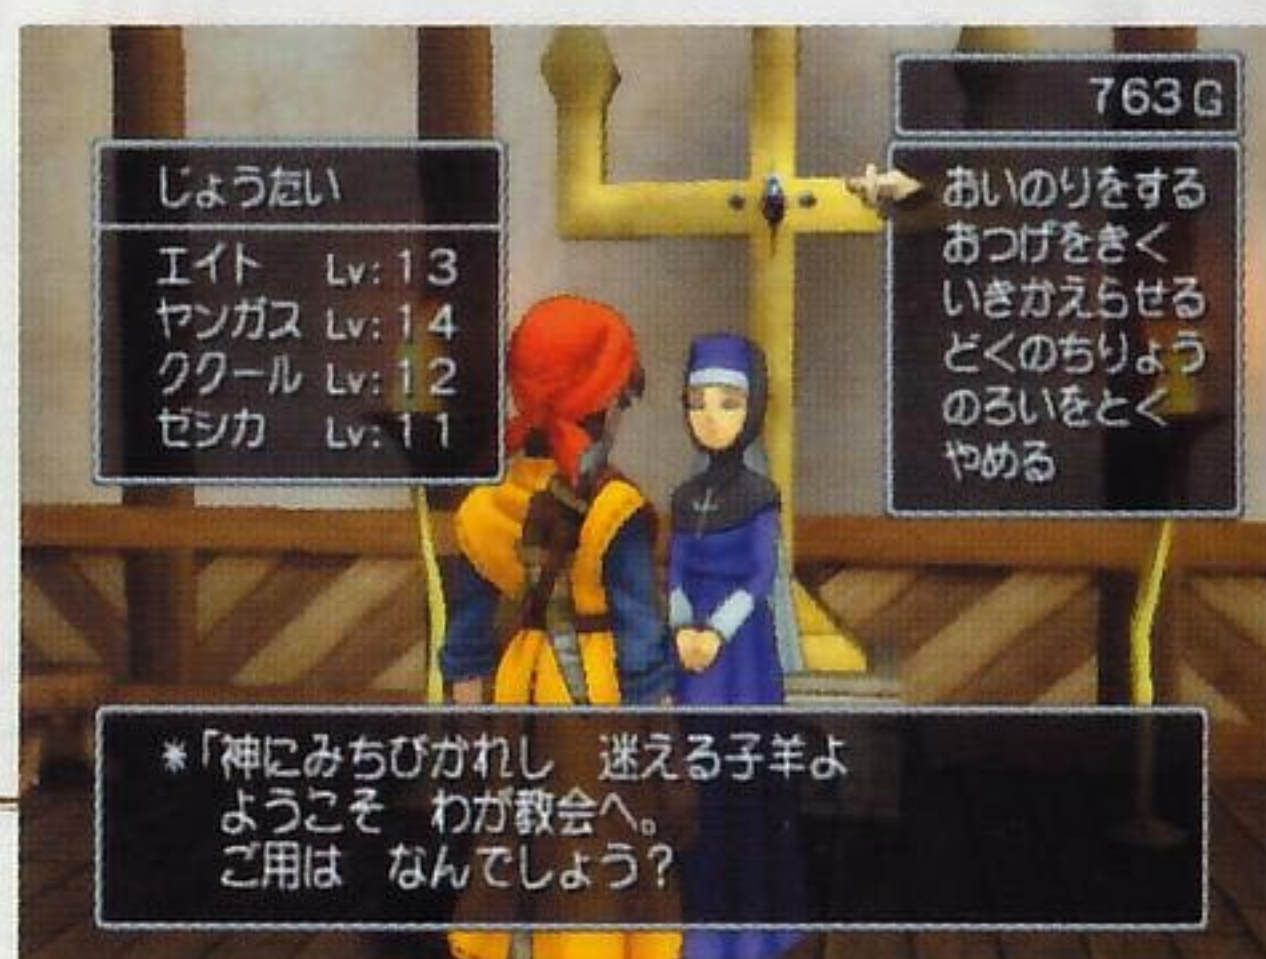 763G
じょうたい
エイト Lv:13
ヤンガス Lv:14
ククール Lv:12
ゼシカ Lv:11
おいのりをする
おつげをきく
いきかえらせる
どくのちりょう
のろいをとく
やめる
*「神にみちびかれし 迷える子羊よ
ようこそ わが教会へ。
ご用は なんでしょう?